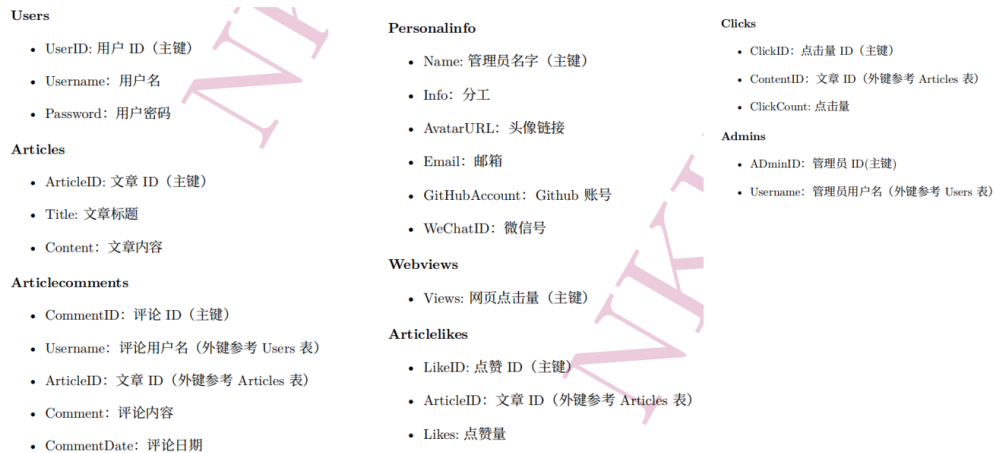 Users
• UserID: 用户 ID（主键）
• Username：用户名
• Password：用户密码
Articles
• ArticleID: 文章 ID（主键）
• Title: 文章标题
• Content：文章内容
Articlecomments
• CommentID：评论 ID（主键）
• Username：评论用户名（外键参考 Users 表）
• ArticleID：文章 ID（外键参考 Articles 表）
• Comment：评论内容
• CommentDate：评论日期
Personalinfo
• Name: 管理员名字（主键）
• Info：分工
• AvatarURL：头像链接
• Email：邮箱
• GitHubAccount：Github 账号
• WeChatID：微信号
Webviews
• Views: 网页点击量（主键）
Articlelikes
• LikeID: 点赞 ID（主键）
• ArticleID：文章 ID（外键参考 Articles 表）
• Likes: 点赞量
Clicks
• ClickID：点击量 ID（主键）
• ContentID：文章 ID（外键参考 Articles 表）
• ClickCount: 点击量
Admins
• ADminID：管理员 ID(主键)
• Username：管理员用户名（外键参考 Users 表）